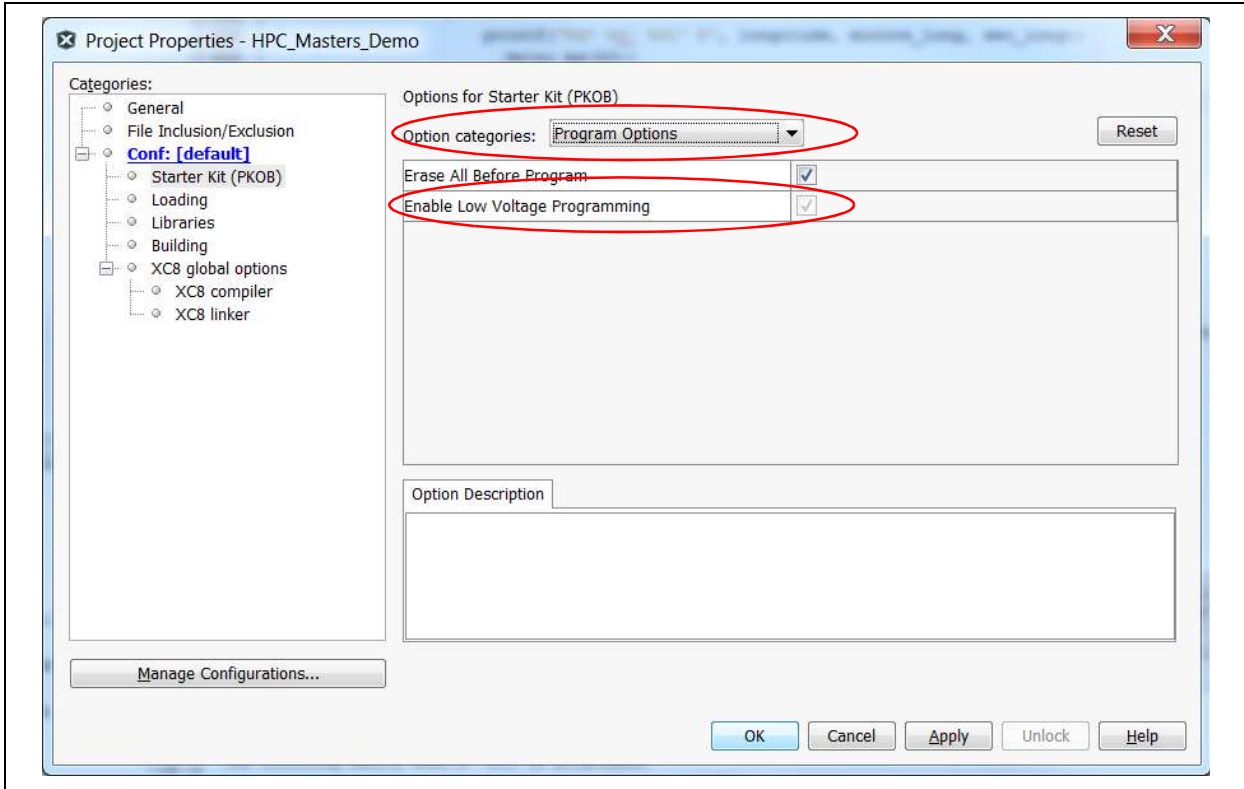 Project Properties - HPC_Masters_Demo
Categories:
General
File Inclusion/Exclusion
Conf: [default]
Starter Kit (PKOB)
Loading
Libraries
Building
XC8 global options
XC8 compiler
XC8 linker
Manage Configurations...
Options for Starter Kit (PKOB)
Option categories: Program Options
Reset
Erase All Before Program
Enable Low Voltage Programming
Option Description
OK Cancel Apply Unlock Help